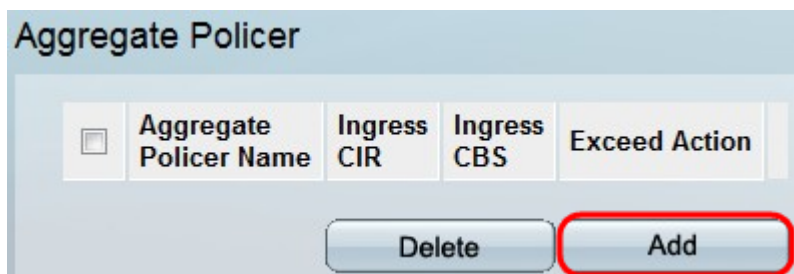 Aggregate Policer
Aggregate Policer Name
Ingress CIR
Ingress CBS
Exceed Action
Delete
Add